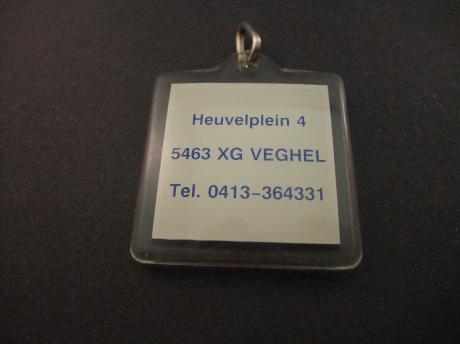 Heuvelplein 4
5463 XG VEGHEL
Tel. 0413-364331